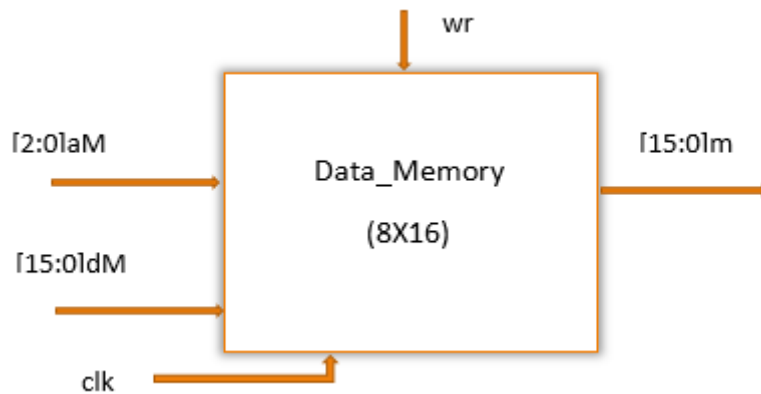 wr
[2:0]aM
Data_Memory
(8X16)
[15:0]m
[15:0]dM
clk